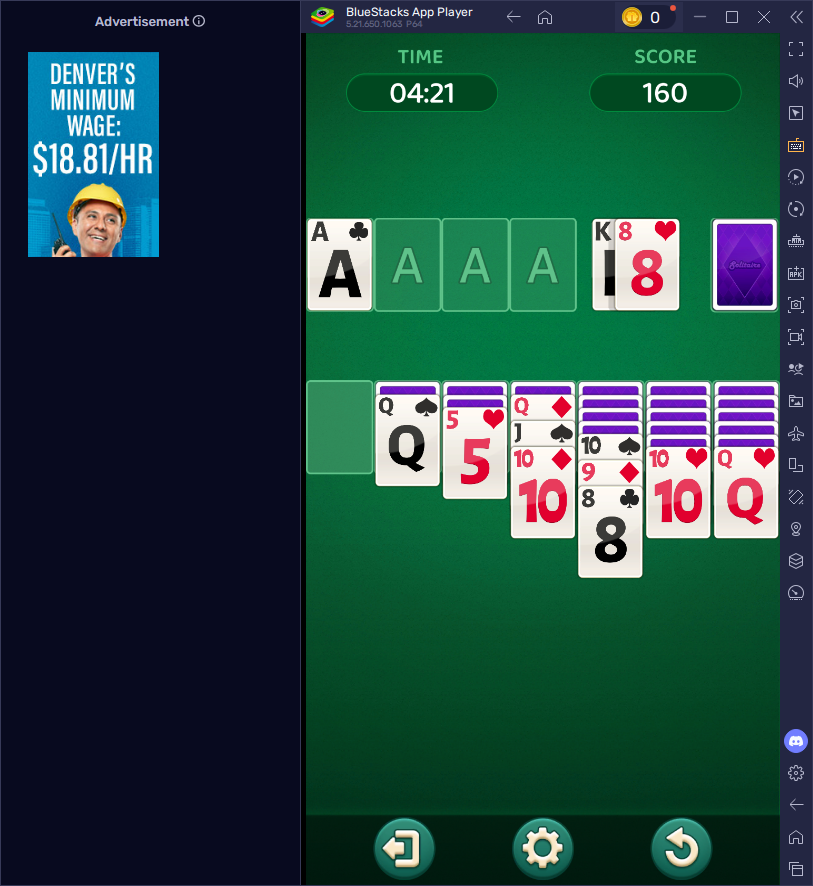 Advertisement
DENVER'S
MINIMUM
WAGE:
$18.81/HR
BlueStacks App Player
5.21.650.1063 P64
0
TIME
SCORE
04:21
160
A
A
A
A
A
K
8
8
Solitaire
Q
Q
5
5
Q
J
10
10
10
9
8
8
10
10
Q
Q
APK